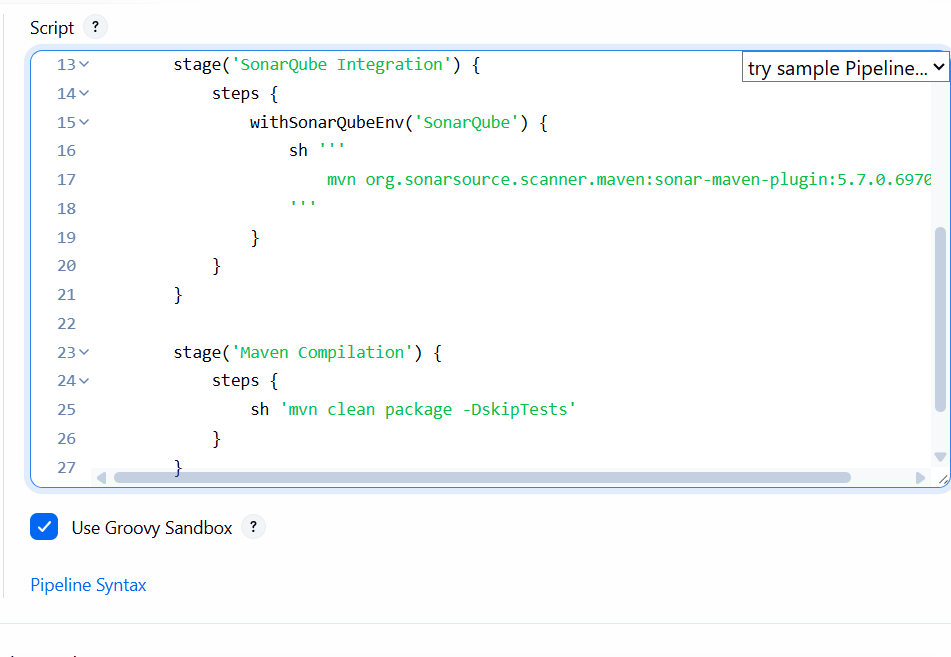 Script ?
try sample Pipeline...
13 stage('SonarQube Integration') {
14 steps {
15 withSonarQubeEnv('SonarQube') {
16 sh '''
17 mvn org.sonarsource.scanner.maven:sonar-maven-plugin:5.7.0.6970
18 '''
19 }
20 }
21 }
22
23 stage('Maven Compilation') {
24 steps {
25 sh 'mvn clean package -DskipTests'
26 }
27 }
Use Groovy Sandbox ?
Pipeline Syntax